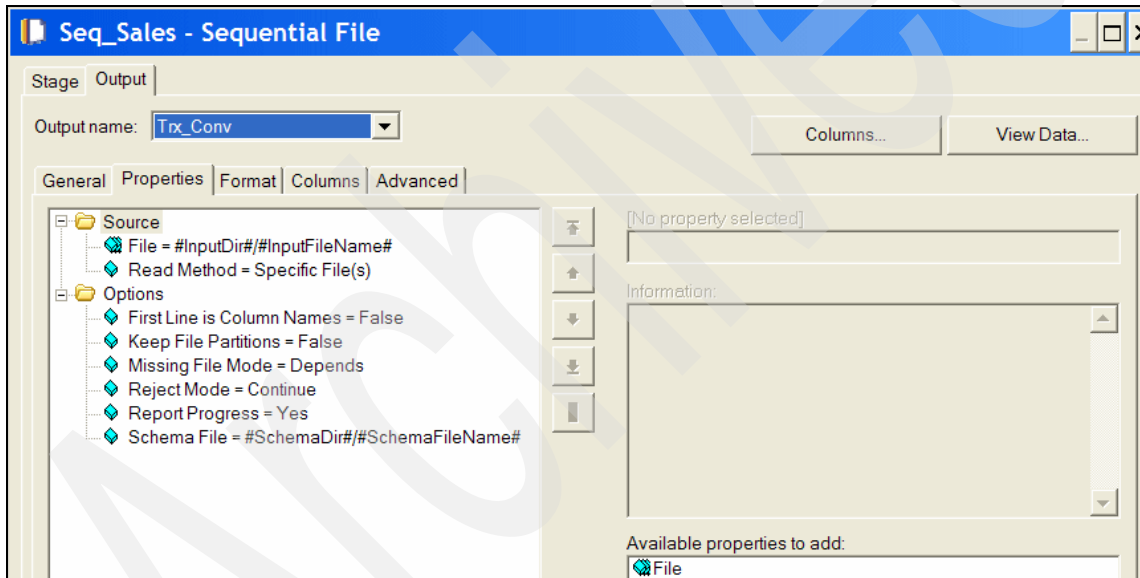 Seq_Sales - Sequential File
Stage Output
Output name: Trx_Conv
Columns... View Data...
General Properties Format Columns Advanced
Source
File = #InputDir#/#InputFileName#
Read Method = Specific File(s)
Options
First Line is Column Names = False
Keep File Partitions = False
Missing File Mode = Depends
Reject Mode = Continue
Report Progress = Yes
Schema File = #SchemaDir#/#SchemaFileName#
[No property selected]
Information:
Available properties to add:
File